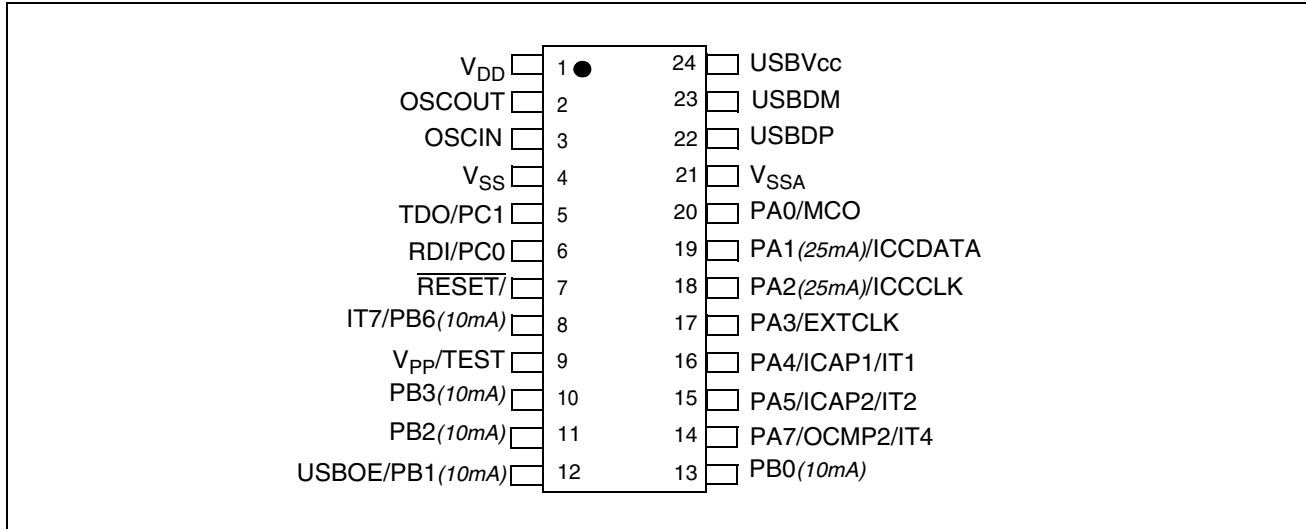 VDD 1 24 USBVcc
OSCOUT 2 23 USBDM
OSCIN 3 22 USBDP
VSS 4 21 VSSA
TDO/PC1 5 20 PA0/MCO
RDI/PC0 6 19 PA1(25mA)/ICCDATA
RESET/ 7 18 PA2(25mA)/ICCCLK
IT7/PB6(10mA) 8 17 PA3/EXTCLK
VPP/TEST 9 16 PA4/ICAP1/IT1
PB3(10mA) 10 15 PA5/ICAP2/IT2
PB2(10mA) 11 14 PA7/OCMP2/IT4
USBOE/PB1(10mA) 12 13 PB0(10mA)